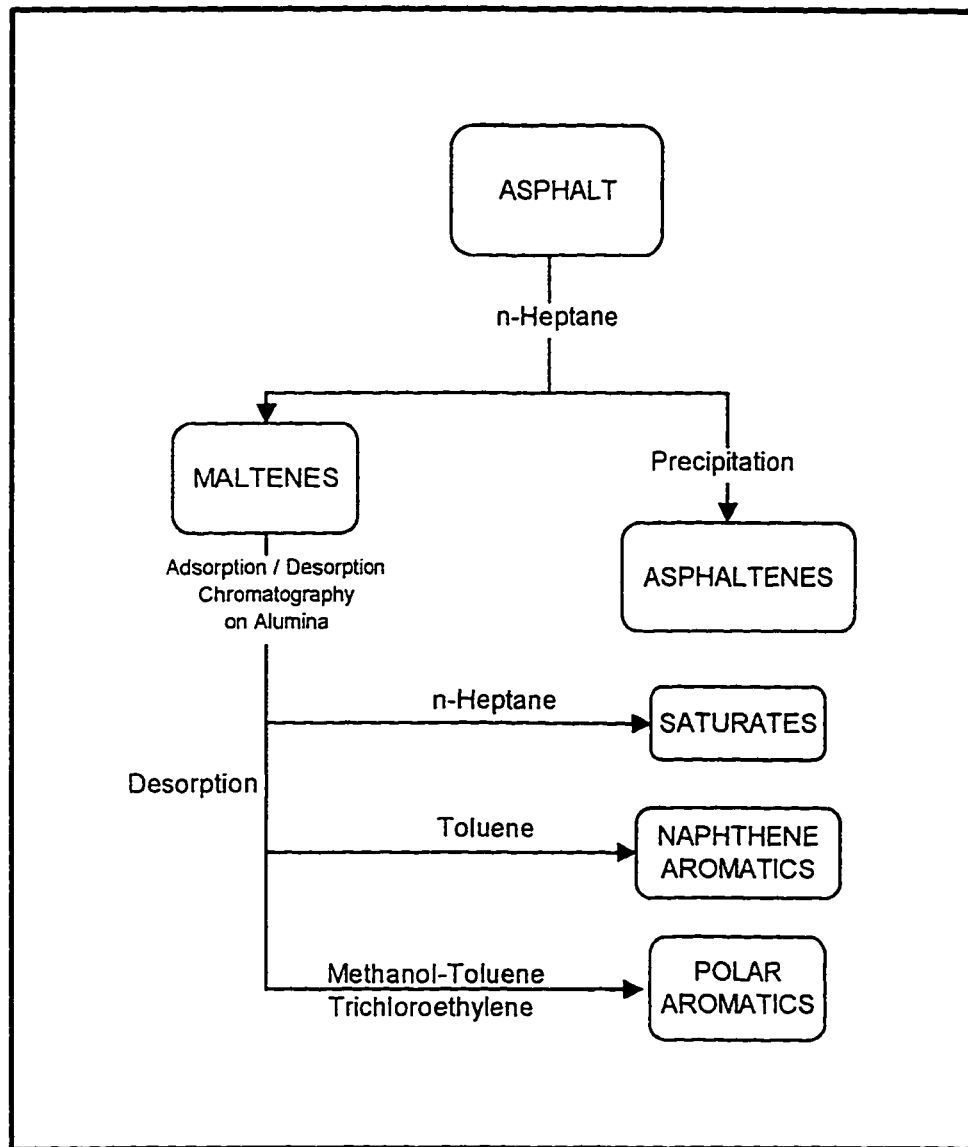 ASPHALT
n-Heptane
MALTENES
Precipitation
Adsorption / Desorption
Chromatography
on Alumina
ASPHALTENES
n-Heptane
SATURATES
Desorption
Toluene
NAPHTHENE
AROMATICS
Methanol-Toluene
Trichloroethylene
POLAR
AROMATICS